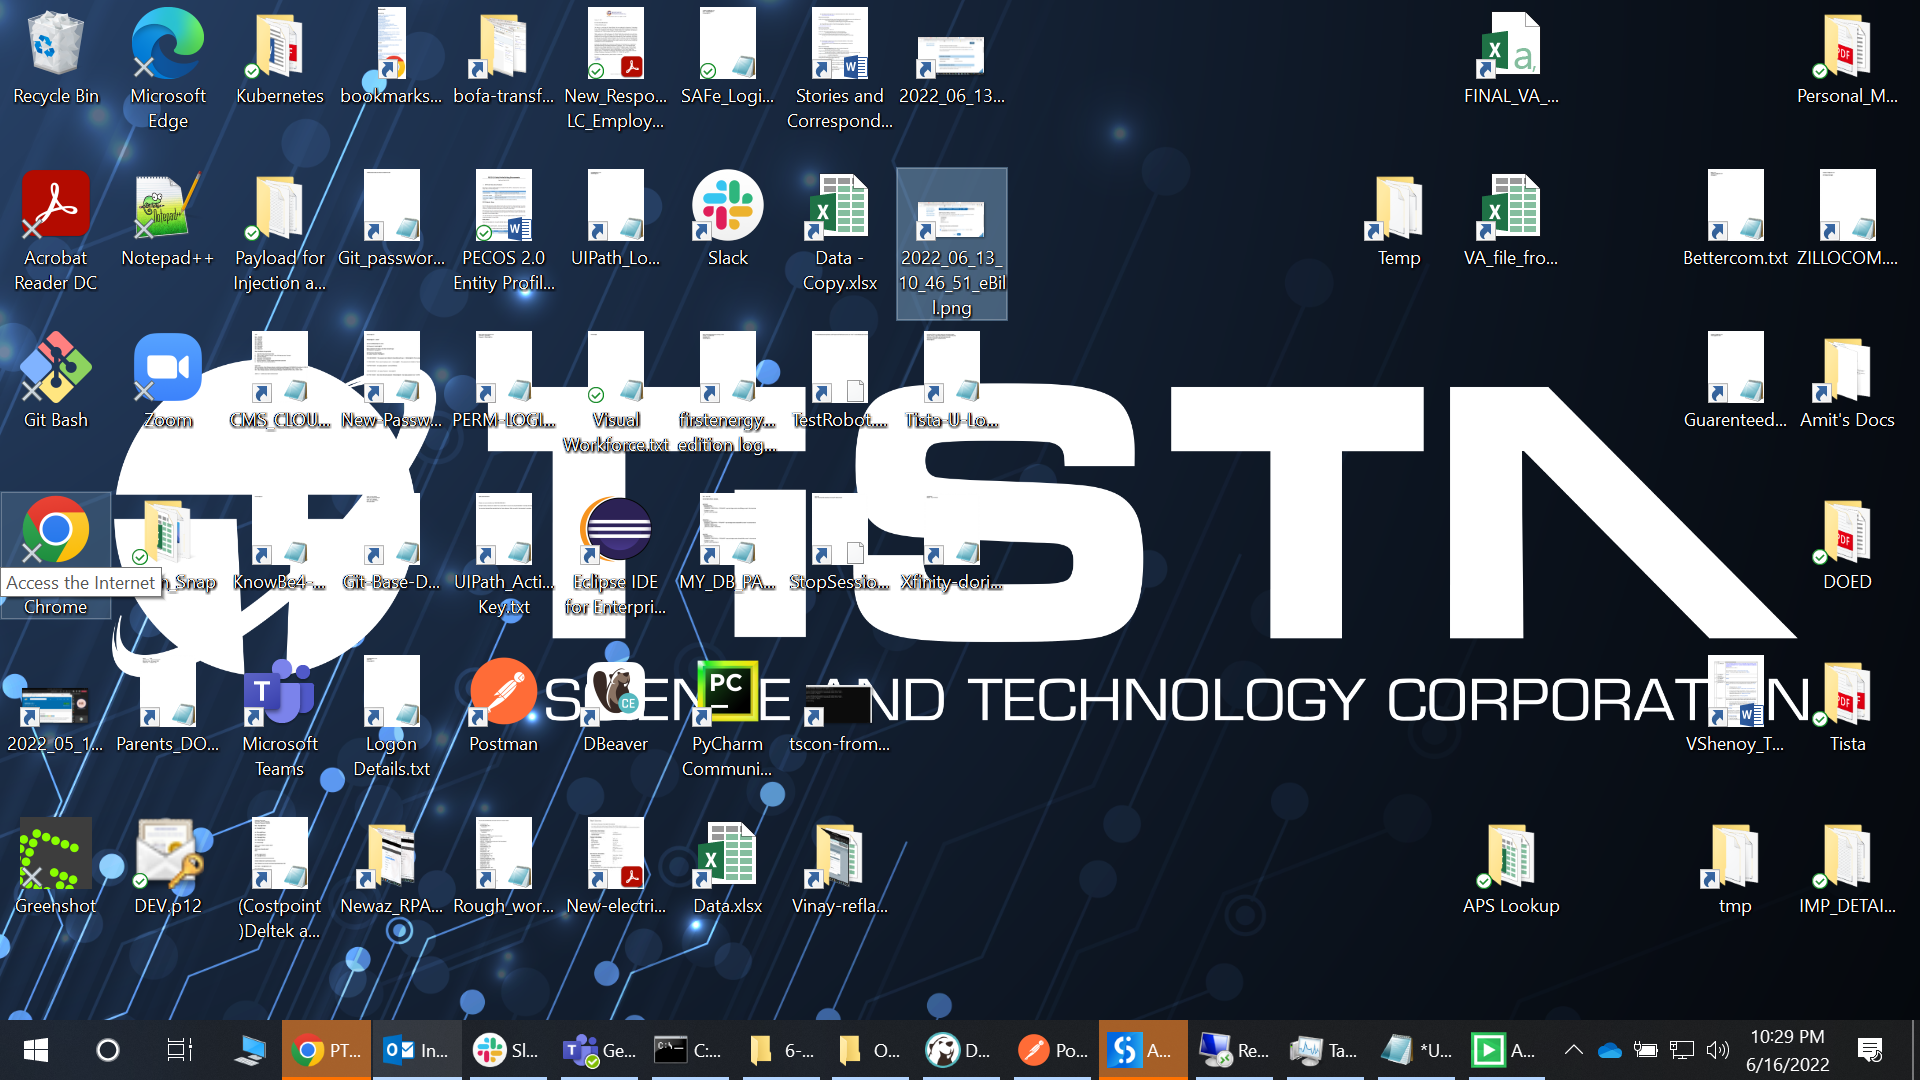 Recycle Bin
Microsoft Edge
Kubernetes
bookmarks...
bofa-transf...
New_Respo...
LC_Employ...
SAFe_Logi...
Stories and
Correspond...
2022_06_13...
FINAL_VA_...
Personal_M...
Acrobat
Reader DC
Notepad++
Payload for
Injection a...
Git_passwor...
PECOS 2.0
Entity Profil...
UIPath_Lo...
Slack
Data -
Copy.xlsx
2022_06_13_
10_46_51_eBil
l.png
Temp
VA_file_fro...
Bettercom.txt
ZILLOCOM....
Git Bash
Zoom
CMS_CLOU...
New-Passw...
PERM-LOGI...
Visual
Workforce.txt
firstenergy...
edition log...
TestRobot....
Tista-U-Lo...
Guarenteed...
Amit's Docs
TiSTA
SCIENCE AND TECHNOLOGY CORPORATION
Access the Internet
Chrome
_Snap
KnowBe4-...
Git-Base-D...
UIPath_Acti...
Key.txt
Eclipse IDE
for Enterpri...
MY_DB_PA...
StopSessio...
Xfinity-dori...
DOED
2022_05_1...
Parents_DO...
Microsoft
Teams
Logon
Details.txt
Postman
DBeaver
PyCharm
Communi...
tscon-from...
VShenoy_T...
Tista
Greenshot
DEV.p12
(Costpoint
)Deltek a...
Newaz_RPA...
Rough_wor...
New-electri...
Data.xlsx
Vinay-refla...
APS Lookup
tmp
IMP_DETAI...
PT...
In...
Sl...
Ge...
C:...
6-...
O...
D...
Po...
A...
Re...
Ta...
*U...
A...
10:29 PM
6/16/2022